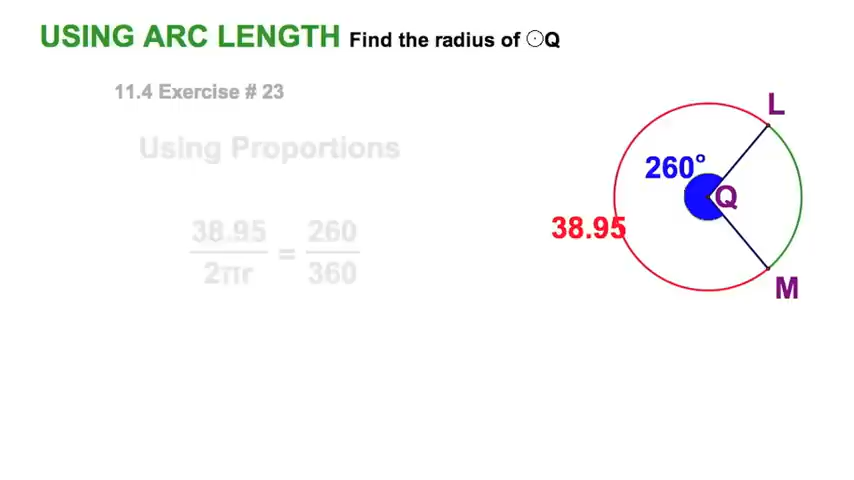 USING ARC LENGTH Find the radius of ⊙Q
11.4 Exercise # 23
Using Proportions
38.95
2πr
=
260
360
L
260°
Q
38.95
M